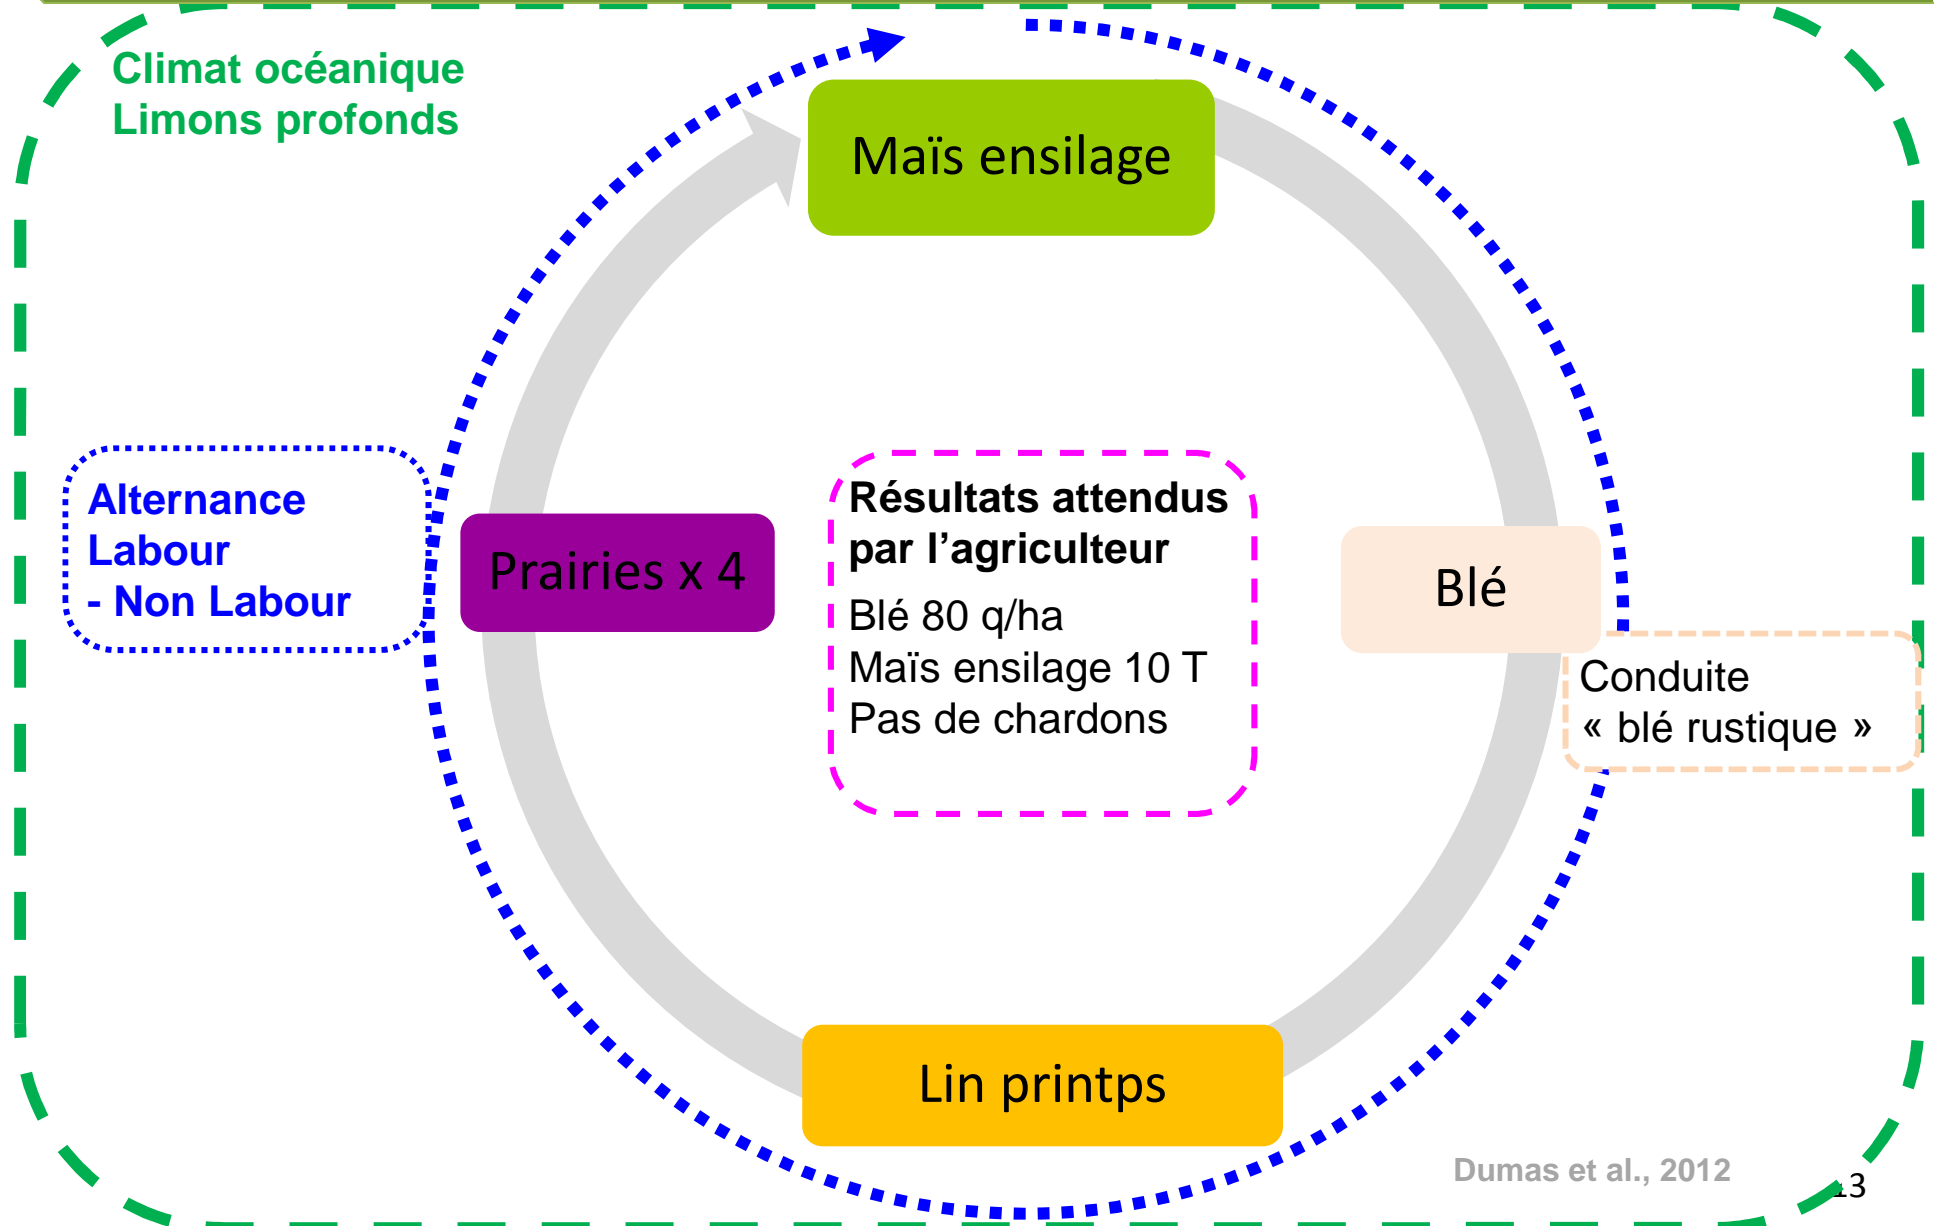 Climat océanique
Limons profonds
Maïs ensilage
Alternance
Labour
- Non Labour
Prairies x 4
Résultats attendus
par l’agriculteur
Blé 80 q/ha
Maïs ensilage 10 T
Pas de chardons
Blé
Conduite
« blé rustique »
Lin printps
Dumas et al., 2012